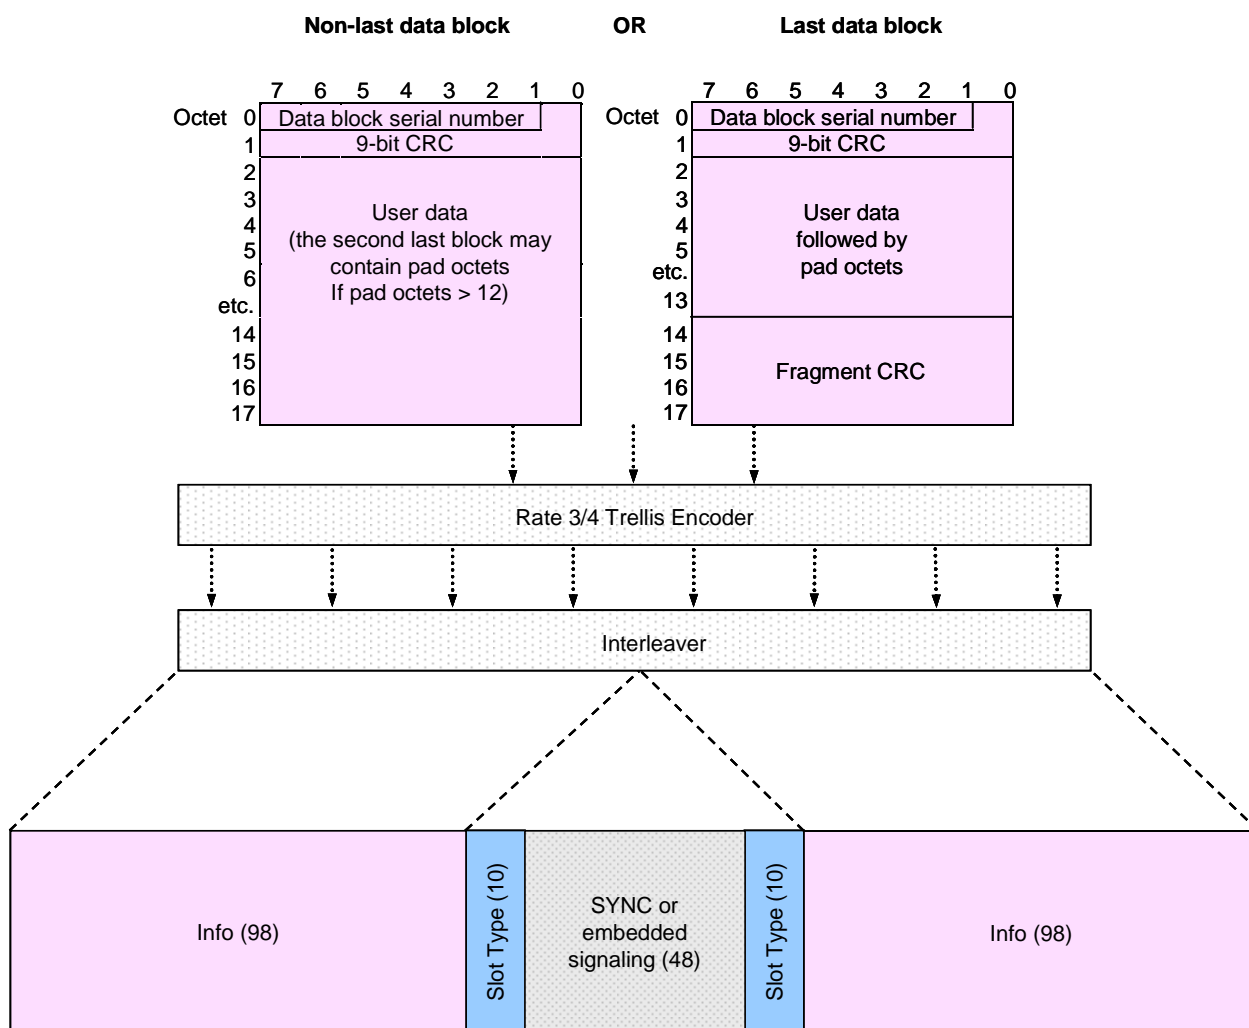 Non-last data block OR Last data block
7 6 5 4 3 2 1 0
7 6 5 4 3 2 1 0
Octet 0 Data block serial number
1 9-bit CRC
2
3
4
5
6
etc.
14
15
16
17
User data
(the second last block may
contain pad octets
If pad octets > 12)
Octet 0 Data block serial number
1 9-bit CRC
2
3
4
5
etc.
13
User data
followed by
pad octets
14
15
16
17
Fragment CRC
Rate 3/4 Trellis Encoder
Interleaver
Info (98)
Slot Type (10)
SYNC or
embedded
signaling (48)
Slot Type (10)
Info (98)